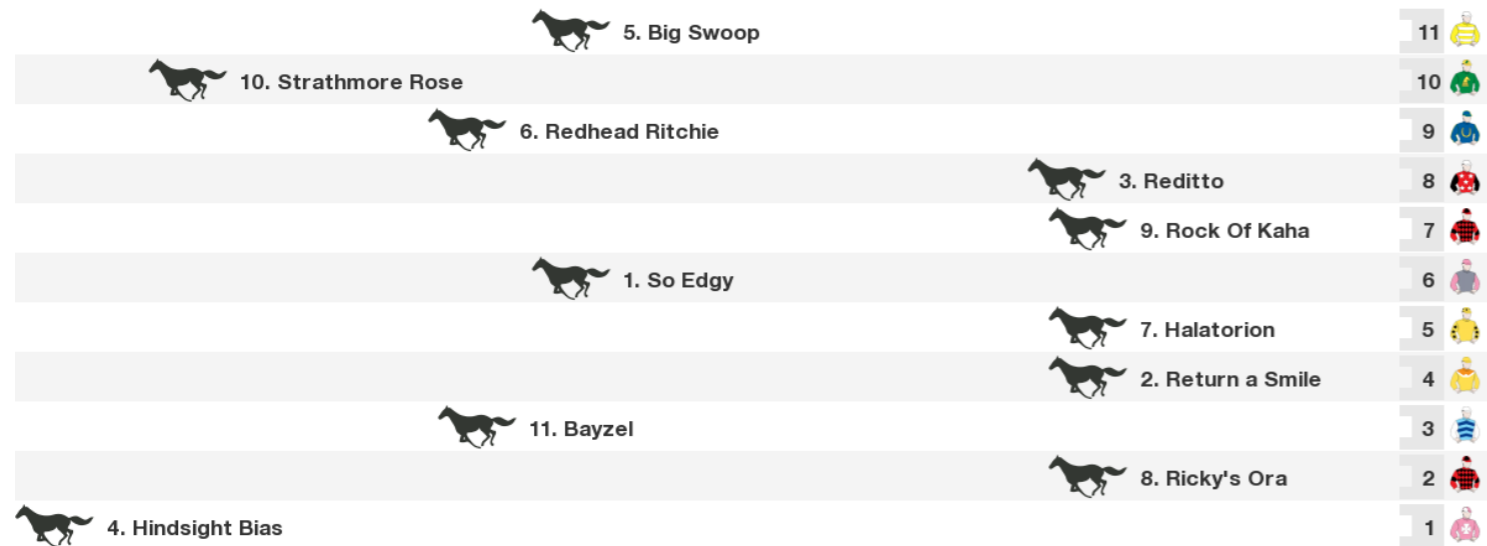 5. Big Swoop 11
10. Strathmore Rose 10
6. Redhead Ritchie 9
3. Reditto 8
9. Rock Of Kaha 7
1. So Edgy 6
7. Halatorion 5
2. Return a Smile 4
11. Bayzel 3
8. Ricky's Ora 2
4. Hindsight Bias 1